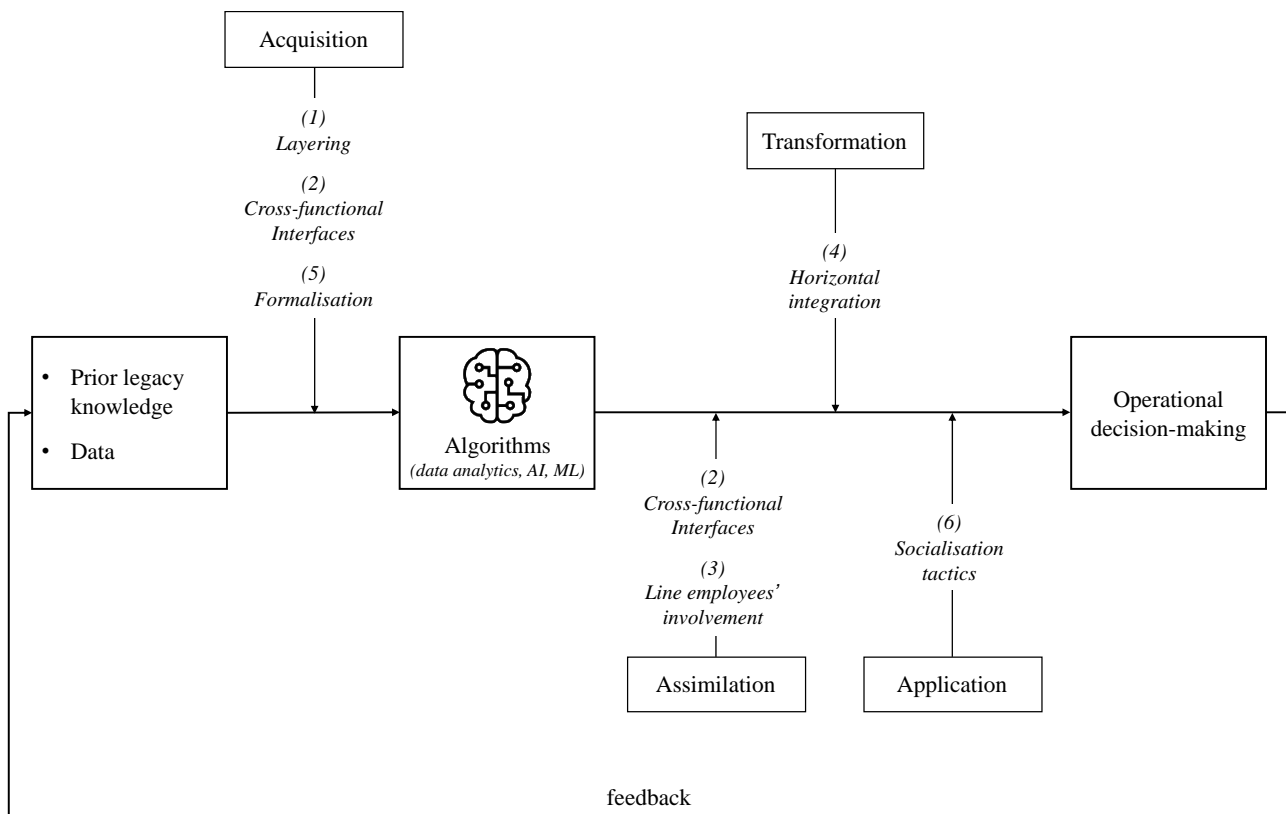 Acquisition
(1)
Layering
(2)
Cross-functional
Interfaces
(5)
Formalisation
Transformation
(4)
Horizontal
integration
• Prior legacy
knowledge
• Data
Algorithms
(data analytics, AI, ML)
Operational
decision-making
(2)
Cross-functional
Interfaces
(3)
Line employees’
involvement
Assimilation
(6)
Socialisation
tactics
Application
feedback